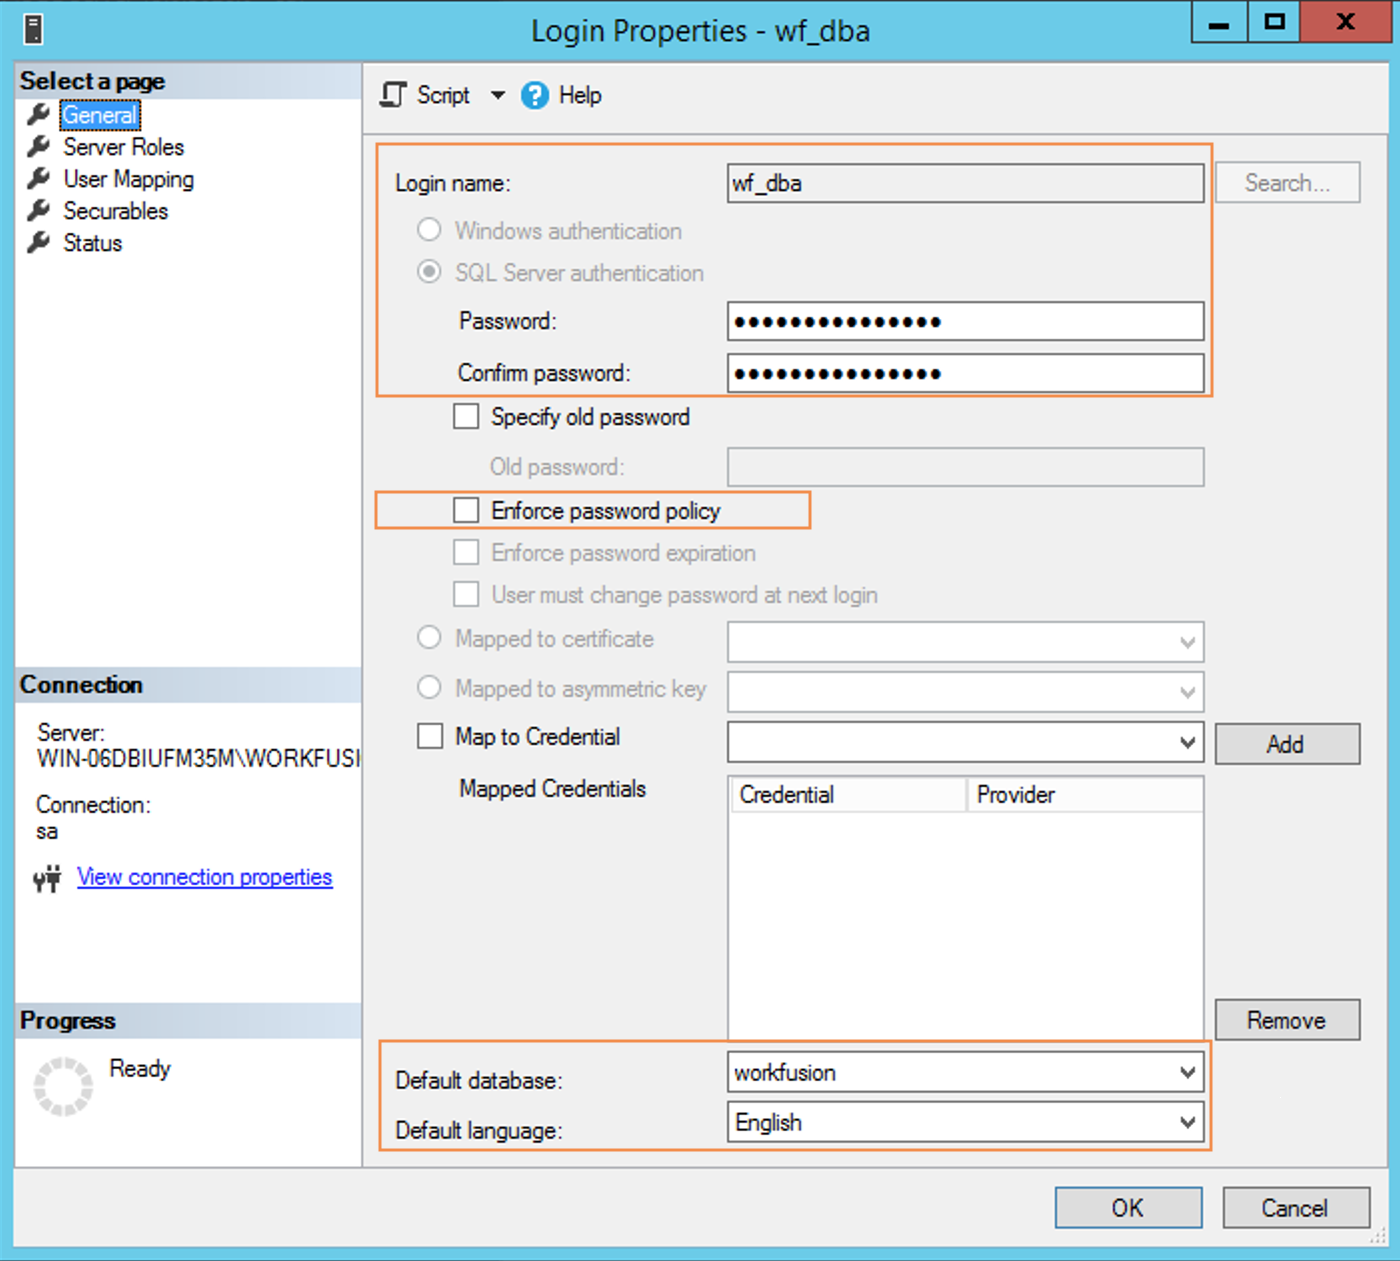 Login Properties - wf_dba
Select a page
General
Server Roles
User Mapping
Securables
Status
Script
Help
Login name:
wf_dba
Search...
Windows authentication
SQL Server authentication
Password:
●●●●●●●●●●●●●●●
Confirm password:
●●●●●●●●●●●●●●●
Specify old password
Old password:
Enforce password policy
Enforce password expiration
User must change password at next login
Mapped to certificate
Mapped to asymmetric key
Map to Credential
Add
Mapped Credentials
Credential
Provider
Remove
Default database:
workfusion
Default language:
English
Connection
Server:
WIN-06DBIUFM35M\WORKFUSI
Connection:
sa
View connection properties
Progress
Ready
OK
Cancel